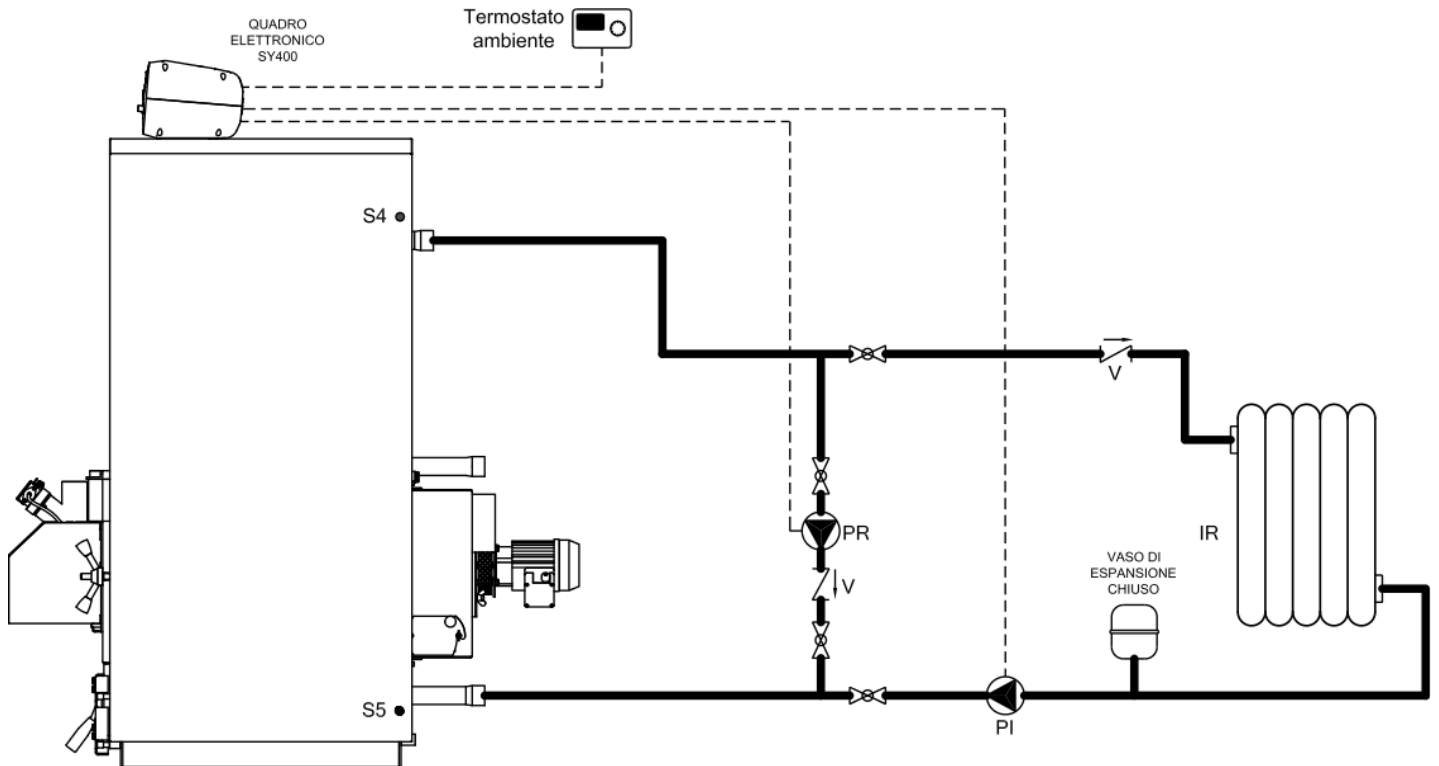 QUADRO
ELETTRONICO
SY400
Termostato
ambiente
S4
V
PR
V
IR
VASO DI
ESPANSIONE
CHIUSO
S5
PI